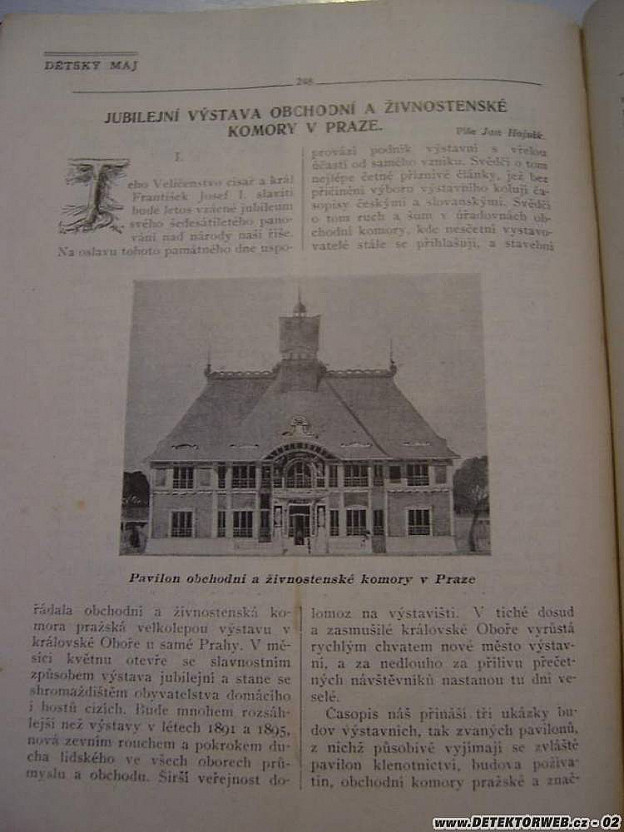 DĚTSKÝ MAJ
298
JUBILEJNÍ VÝSTAVA OBCHODNÍ A ŽIVNOSTENSKÉ
KOMORY V PRAZE.
Píše Jan Hajník.
I.
Jeho Veličenstvo císař a král
František Josef I. slaviti
bude letos vzácné jubileum
svého šedesátiletého pano-
vání nad národy naší říše.
Na oslavu tohoto památného dne uspo-
řádala obchodní a živnostenská ko-
mora pražská velkolepou výstavu v
královské Oboře u samé Prahy. V mě-
síci květnu otevře se slavnostním
způsobem výstava jubilejní a stane se
shromaždištěm obyvatelstva domácího
i hostů cizích. Bude mnohem rozsáh-
lejší než výstavy v létech 1891 a 1895,
nová zevním rouchem a pokrokem du-
cha lidského ve všech oborech prů-
myslu a obchodu. Širší veřejnost do-
provází podnik výstavní s vřelou
účastí od samého vzniku. Svědčí o tom
nejlépe četné příznivé články, jež bez
přičinění výboru výstavního kolují ča-
sopisy českými a slovanskými. Svědčí
o tom ruch a šum v úřadovnách ob-
chodní komory, kde nesčetní vystavo-
vatelé stále se přihlašují, a stavební
lomoz na výstavišti. V tiché dosud
a zasmušilé královské Oboře vyrůstá
rychlým chvatem nové město výstav-
ní, a za nedlouho za přílivu přečet-
ných návštěvníků nastanou tu dni ve-
selé.
Časopis náš přináší tři ukázky bu-
dov výstavních, tak zvaných pavilonů,
z nichž působivě vyjímají se zvláště
pavilon klenotnictví, budova poživa-
tin, obchodní komory pražské a znač-
Pavilon obchodní a živnostenské komory v Praze
www.DETEKTORWEB.cz - 02